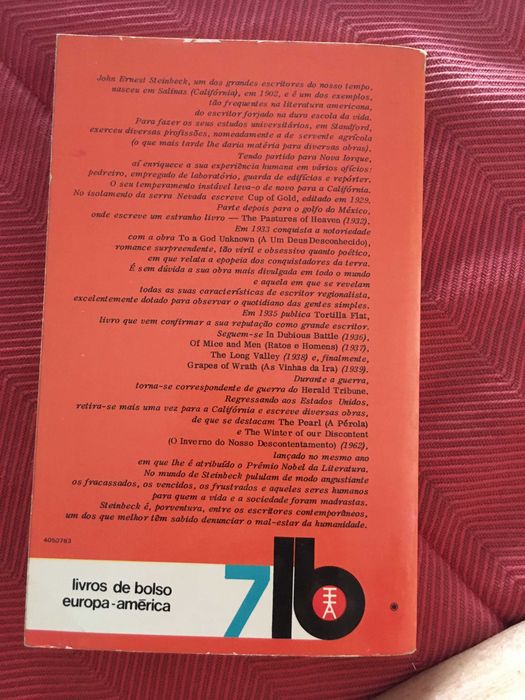 John Ernest Steinbeck, um dos grandes escritores do nosso tempo,
nasceu em Salinas (Califórnia), em 1902, e é um dos exemplos,
tão frequentes na literatura americana,
do escritor forjado na dura escola da vida.
Para fazer os seus estudos universitários, em Standford,
exerceu diversas profissões, nomeadamente a de servente agrícola
(o que mais tarde lhe daria matéria para diversas obras).
Tendo partido para Nova Iorque,
aí enriquece a sua experiência humana em vários ofícios:
pedreiro, empregado de laboratório, guarda de edifícios e repórter.
O seu temperamento instável leva-o de novo para a Califórnia.
No isolamento da serra Nevada escreve Cup of Gold, editado em 1929.
Parte depois para o golfo do México,
onde escreve um estranho livro — The Pastures of Heaven (1932).
Em 1933 conquista a notoriedade
com a obra To a God Unknown (A Um Deus Desconhecido),
romance surpreendente, tão viril e obsessivo quanto poético,
em que relata a epopeia dos conquistadores da terra.
É sem dúvida a sua obra mais divulgada em todo o mundo
e aquela em que se revelam
todas as suas características de escritor regionalista,
excelentemente dotado para observar o quotidiano das gentes simples.
Em 1935 publica Tortilla Flat,
livro que vem confirmar a sua reputação como grande escritor.
Seguem-se In Dubious Battle (1936),
Of Mice and Men (Ratos e Homens) (1937),
The Long Valley (1938) e, finalmente,
Grapes of Wrath (As Vinhas da Ira) (1939).
Durante a guerra,
torna-se correspondente de guerra do Herald Tribune.
Regressando aos Estados Unidos,
retira-se mais uma vez para a Califórnia e escreve diversas obras,
de que se destacam The Pearl (A Pérola)
e The Winter of our Discontent
(O Inverno do Nosso Descontentamento) (1962),
lançado no mesmo ano
em que lhe é atribuído o Prémio Nobel da Literatura.
No mundo de Steinbeck pululam de modo angustiante
os fracassados, os vencidos, os frustrados e aqueles seres humanos
para quem a vida e a sociedade foram madrastas.
Steinbeck é, porventura, entre os escritores contemporâneos,
um dos que melhor têm sabido denunciar o mal-estar da humanidade.
4050783
livros de bolso
europa-américa
7
lb
EA